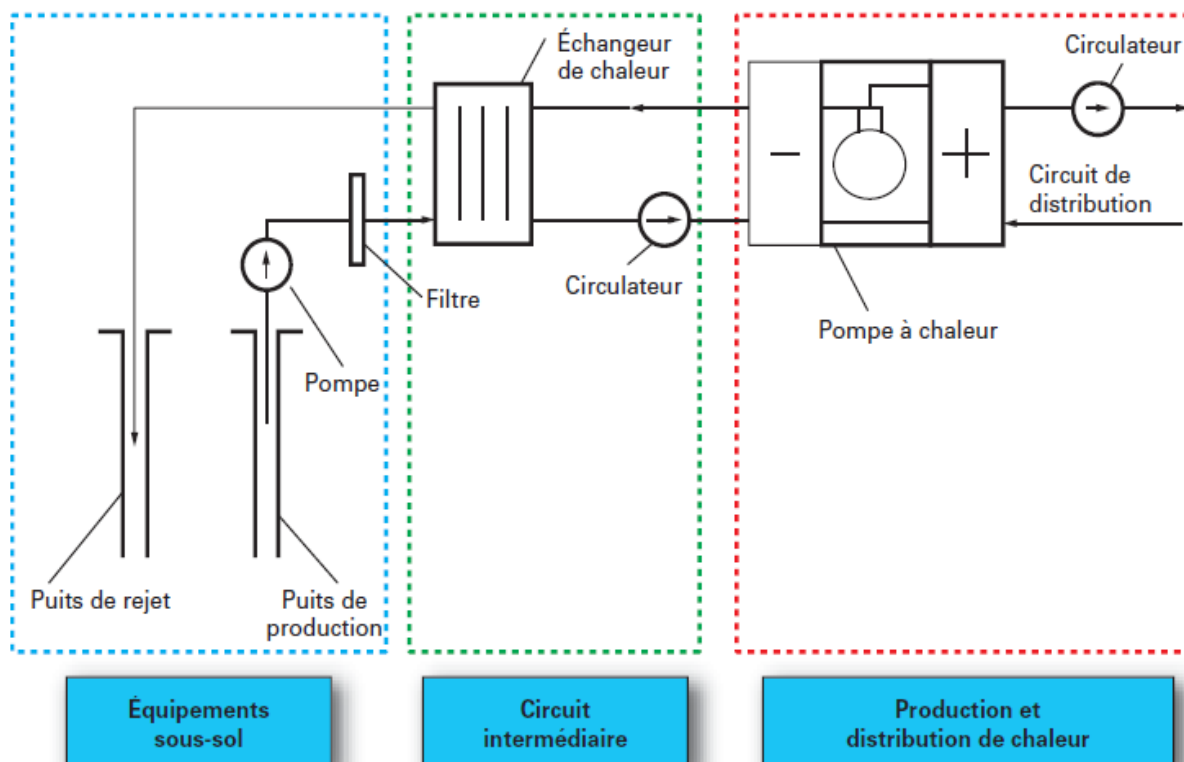 Échangeur
de chaleur
Circulateur
−
+
Circuit de
distribution
Filtre
Circulateur
Pompe à chaleur
Pompe
Puits de rejet
Puits de
production
Équipements
sous-sol
Circuit
intermédiaire
Production et
distribution de chaleur